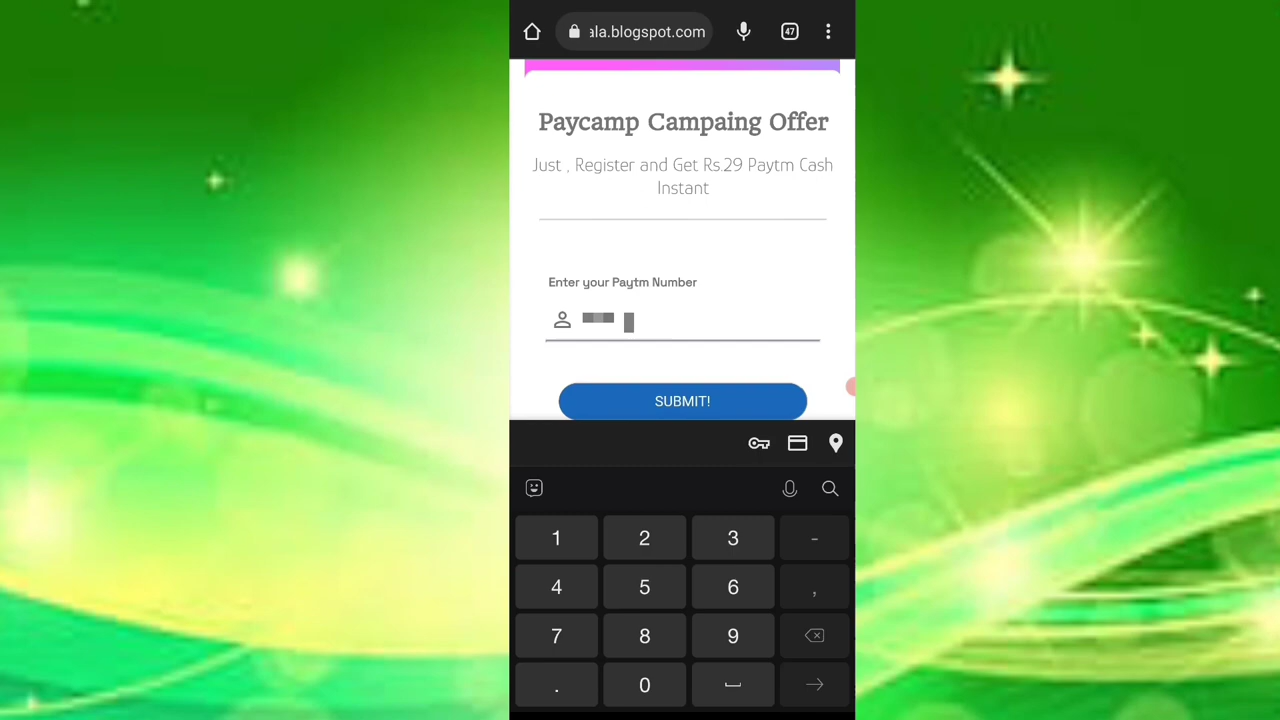 ala.blogspot.com
47
Paycamp Campaing Offer
Just , Register and Get Rs.29 Paytm Cash
Instant
Enter your Paytm Number
SUBMIT!
1 2 3 -
4 5 6 ,
7 8 9
. 0